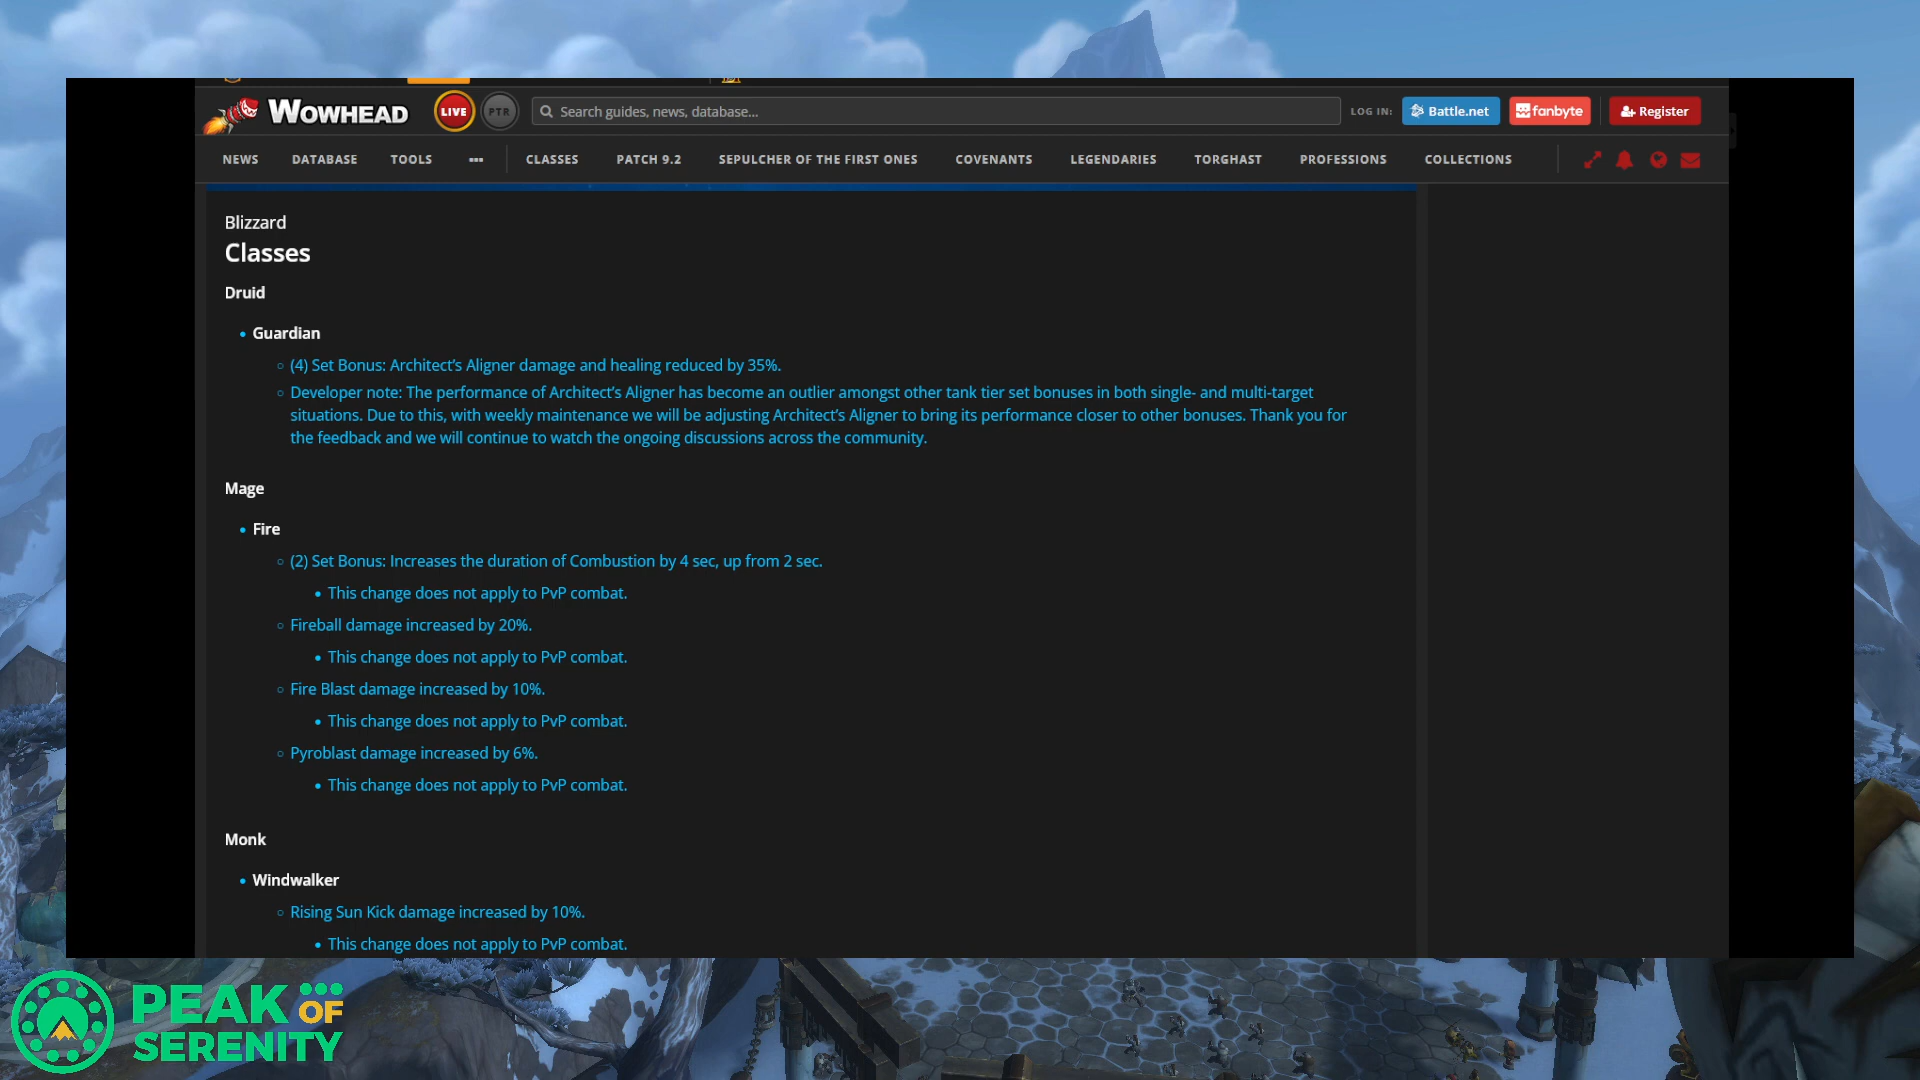 WOWHEAD LIVE PTR Search guides, news, database... LOG IN: Battle.net fanbyte Register
NEWS DATABASE TOOLS ••• CLASSES PATCH 9.2 SEPULCHER OF THE FIRST ONES COVENANTS LEGENDARIES TORGHAST PROFESSIONS COLLECTIONS
Blizzard
Classes
Druid
• Guardian
○ (4) Set Bonus: Architect's Aligner damage and healing reduced by 35%.
○ Developer note: The performance of Architect's Aligner has become an outlier amongst other tank tier set bonuses in both single- and multi-target
situations. Due to this, with weekly maintenance we will be adjusting Architect's Aligner to bring its performance closer to other bonuses. Thank you for
the feedback and we will continue to watch the ongoing discussions across the community.
Mage
• Fire
○ (2) Set Bonus: Increases the duration of Combustion by 4 sec, up from 2 sec.
• This change does not apply to PvP combat.
○ Fireball damage increased by 20%.
• This change does not apply to PvP combat.
○ Fire Blast damage increased by 10%.
• This change does not apply to PvP combat.
○ Pyroblast damage increased by 6%.
• This change does not apply to PvP combat.
Monk
• Windwalker
○ Rising Sun Kick damage increased by 10%.
• This change does not apply to PvP combat.
PEAK OF
SERENITY